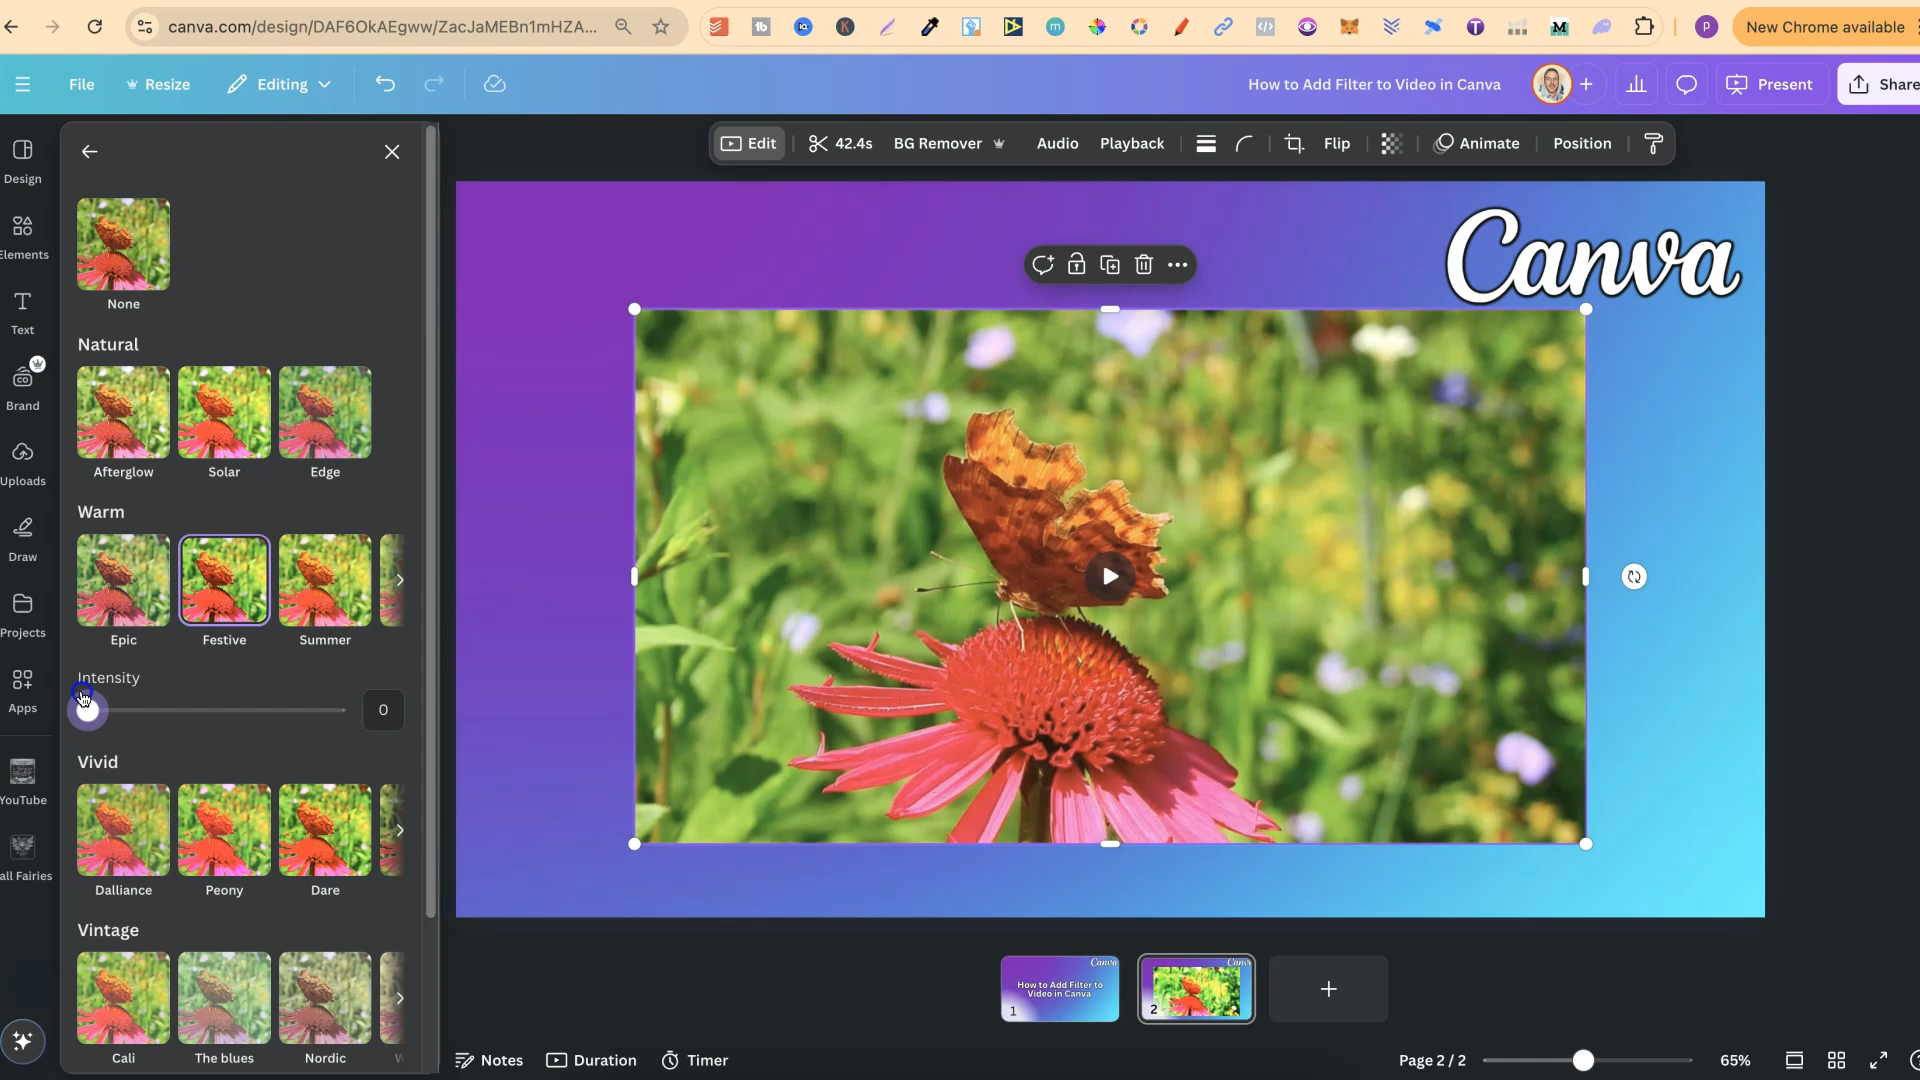 canva.com/design/DAF6OkAEgww/ZacJaMEBn1mHZA...
New Chrome available
File
Resize
Editing
How to Add Filter to Video in Canva
Present
Share
Design
Elements
Text
Brand
Uploads
Draw
Projects
Apps
YouTube
all Fairies
None
Natural
Afterglow
Solar
Edge
Warm
Epic
Festive
Summer
Intensity
0
Vivid
Dalliance
Peony
Dare
Vintage
Cali
The blues
Nordic
Edit
42.4s
BG Remover
Audio
Playback
Flip
Animate
Position
Canva
Canva
How to Add Filter to
Video in Canva
1
Canva
2
Notes
Duration
Timer
Page 2 / 2
65%